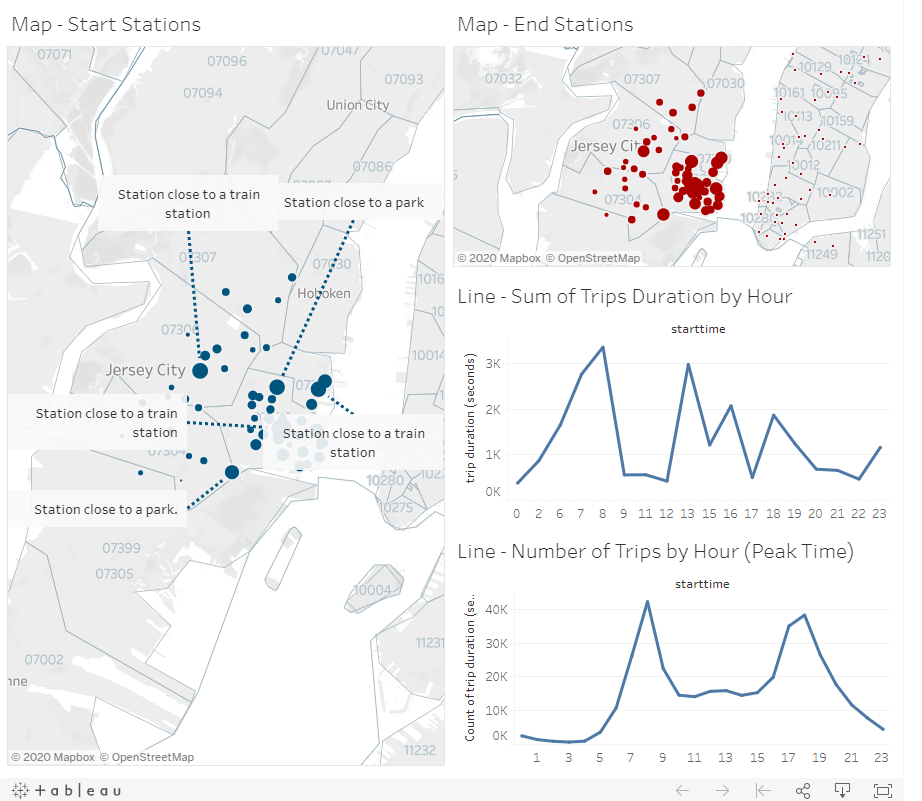 Map - Start Stations
07071
07096
07047
07094
07093
Union City
07086
Station close to a train
station
Station close to a park
07307
07030
Hoboken
07306
Jersey City
10014
Station close to a train
station
Station close to a train
station
07304
10280
10275
Station close to a park.
07399
07305
10004
07002
11231
11232
© 2020 Mapbox © OpenStreetMap
Map - End Stations
07032
07307
07030
10129
10161
10095
07306
10113
10159
Jersey Cit
10014
10211
10012
07304
10002
11251
11249
© 2020 Mapbox © OpenStreetMap
Line - Sum of Trips Duration by Hour
starttime
trip duration (seconds)
3K
2K
1K
0K
0 2 6 7 8 9 11 12 13 15 16 17 18 19 20 21 22 23
Line - Number of Trips by Hour (Peak Time)
starttime
Count of trip duration (se..
40K
30K
20K
10K
0K
1 3 5 7 9 11 13 15 17 19 21 23
+ableau